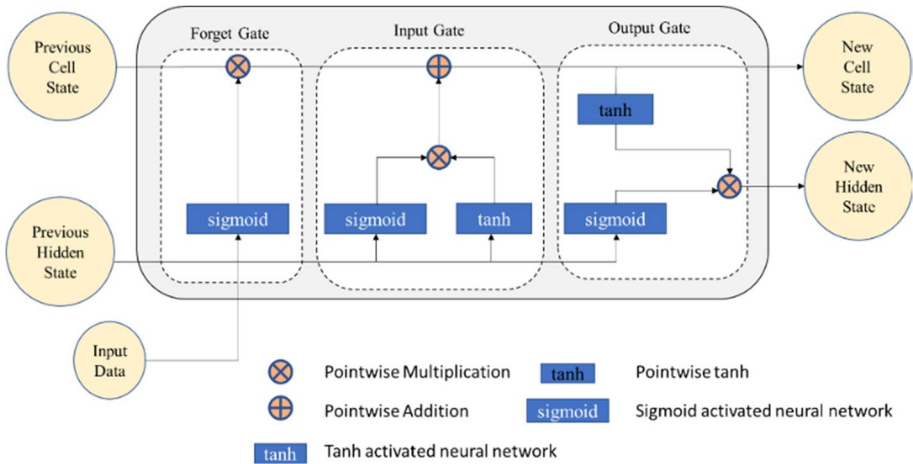 Forget Gate
Input Gate
Output Gate
Previous
Cell
State
New
Cell
State
tanh
New
Hidden
State
Previous
Hidden
State
sigmoid
sigmoid
tanh
sigmoid
Input
Data
Pointwise Multiplication
tanh
Pointwise tanh
Pointwise Addition
sigmoid
Sigmoid activated neural network
tanh
Tanh activated neural network